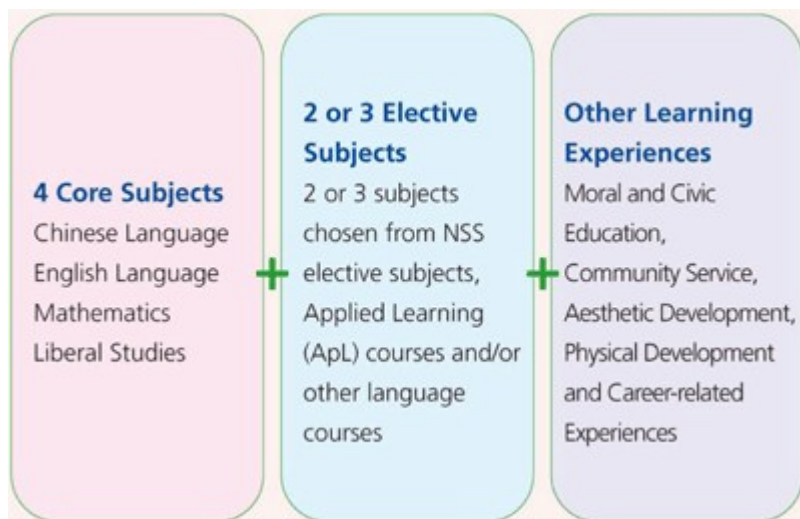 4 Core Subjects
Chinese Language
English Language
Mathematics
Liberal Studies
+
2 or 3 Elective
Subjects
2 or 3 subjects
chosen from NSS
elective subjects,
Applied Learning
(ApL) courses and/or
other language
courses
+
Other Learning
Experiences
Moral and Civic
Education,
Community Service,
Aesthetic Development,
Physical Development
and Career-related
Experiences